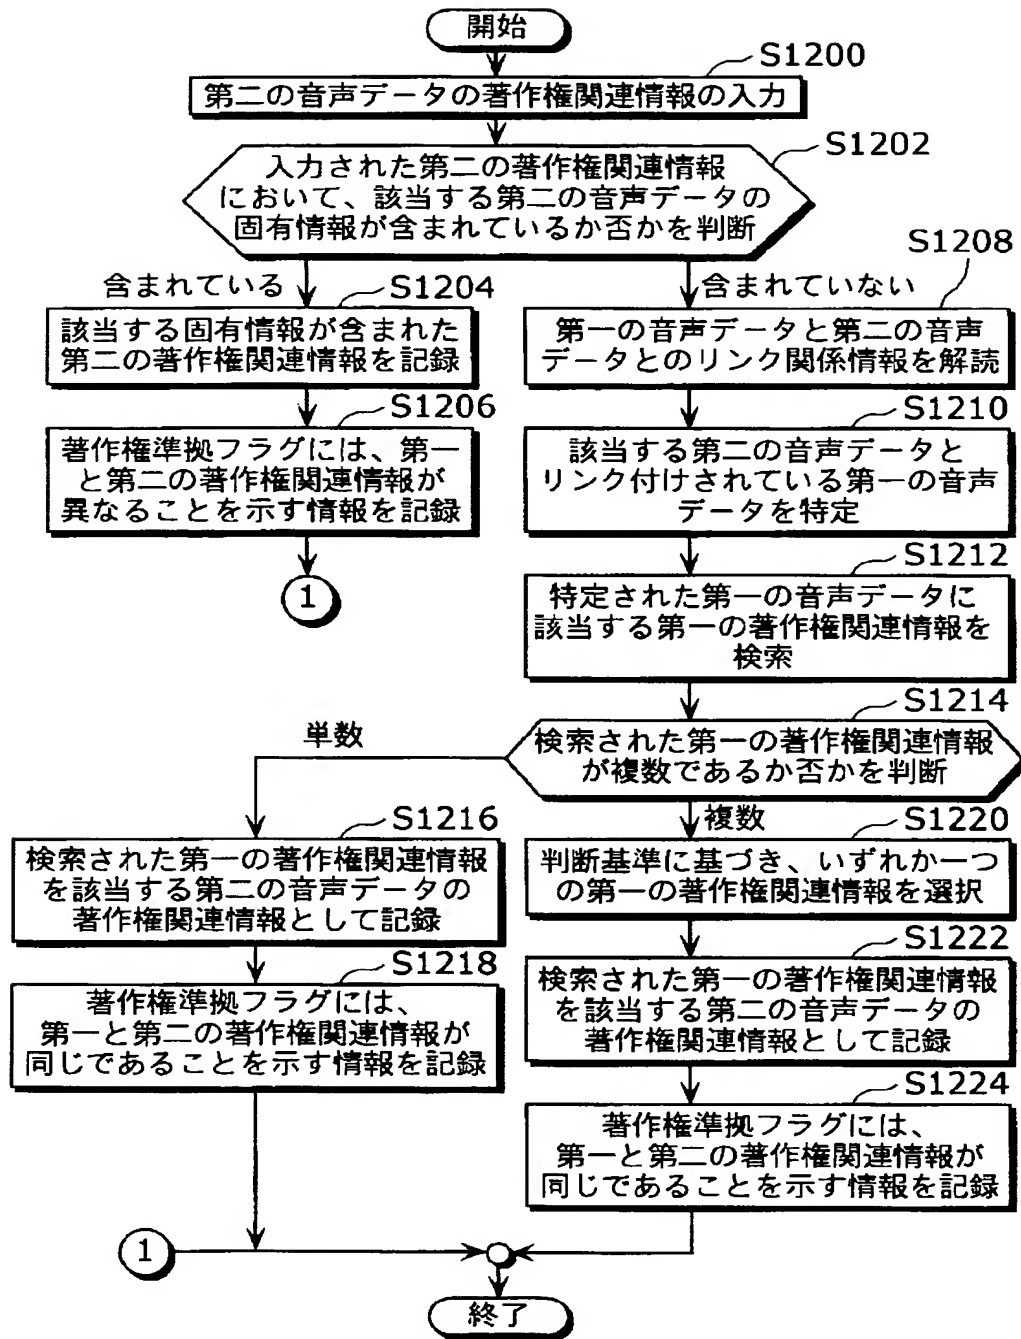 開始
S1200
第二の音声データの著作権関連情報の入力
S1202
入力された第二の著作権関連情報
において、該当する第二の音声データの
固有情報が含まれているか否かを判断
含まれている
S1204
該当する固有情報が含まれた
第二の著作権関連情報を記録
S1206
著作権準拠フラグには、第一
と第二の著作権関連情報が
異なることを示す情報を記録
1
含まれていない
S1208
第一の音声データと第二の音声
データとのリンク関係情報を解読
S1210
該当する第二の音声データと
リンク付けされている第一の音声
データを特定
S1212
特定された第一の音声データに
該当する第一の著作権関連情報を
検索
S1214
検索された第一の著作権関連情報
が複数であるか否かを判断
単数
S1216
検索された第一の著作権関連情報
を該当する第二の音声データの
著作権関連情報として記録
S1218
著作権準拠フラグには、
第一と第二の著作権関連情報が
同じであることを示す情報を記録
複数
S1220
判断基準に基づき、いずれか一つ
の第一の著作権関連情報を選択
S1222
検索された第一の著作権関連情報
を該当する第二の音声データの
著作権関連情報として記録
S1224
著作権準拠フラグには、
第一と第二の著作権関連情報が
同じであることを示す情報を記録
1
終了